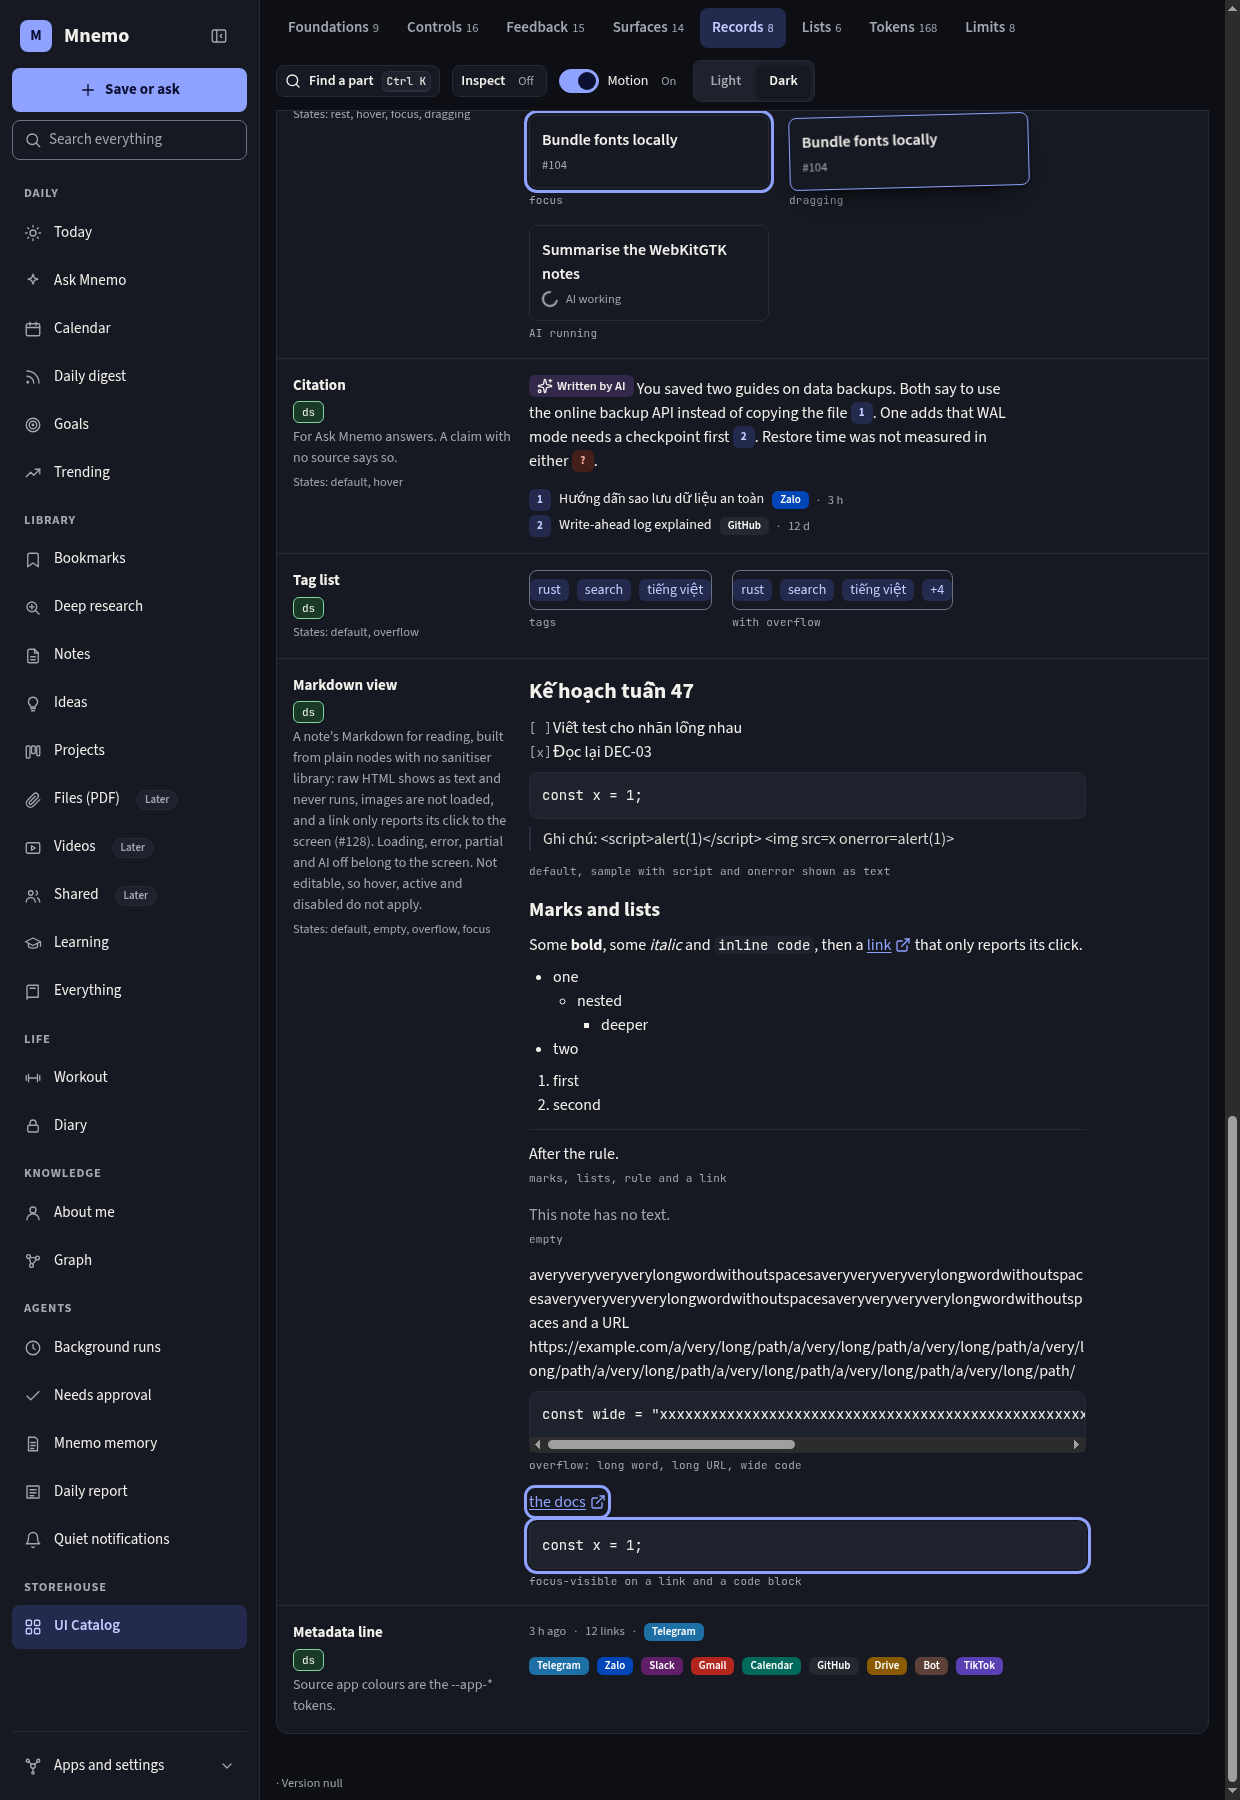 M Mnemo
Save or ask
Search everything
DAILY
Today
Ask Mnemo
Calendar
Daily digest
Goals
Trending
LIBRARY
Bookmarks
Deep research
Notes
Ideas
Projects
Files (PDF) Later
Videos Later
Shared Later
Learning
Everything
LIFE
Workout
Diary
KNOWLEDGE
About me
Graph
AGENTS
Background runs
Needs approval
Mnemo memory
Daily report
Quiet notifications
STOREHOUSE
UI Catalog
Apps and settings
Foundations 9 Controls 16 Feedback 15 Surfaces 14 Records 8 Lists 6 Tokens 168 Limits 8
Find a part Ctrl K Inspect Off Motion On Light Dark
States: rest, hover, focus, dragging
Bundle fonts locally
#104
focus
Bundle fonts locally
#104
dragging
Summarise the WebKitGTK
notes
AI working
AI running
Citation
ds
For Ask Mnemo answers. A claim with
no source says so.
States: default, hover
Written by AI You saved two guides on data backups. Both say to use
the online backup API instead of copying the file 1. One adds that WAL
mode needs a checkpoint first 2. Restore time was not measured in
either ?.
1 Hướng dẫn sao lưu dữ liệu an toàn Zalo · 3 h
2 Write-ahead log explained GitHub · 12 d
Tag list
ds
States: default, overflow
rust search tiếng việt
tags
rust search tiếng việt +4
with overflow
Markdown view
ds
A note's Markdown for reading, built
from plain nodes with no sanitiser
library: raw HTML shows as text and
never runs, images are not loaded,
and a link only reports its click to the
screen (#128). Loading, error, partial
and AI off belong to the screen. Not
editable, so hover, active and
disabled do not apply.
States: default, empty, overflow, focus
Kế hoạch tuần 47
[ ] Viết test cho nhãn lồng nhau
[x] Đọc lại DEC-03
const x = 1;
Ghi chú: <script>alert(1)</script> <img src=x onerror=alert(1)>
default, sample with script and onerror shown as text
Marks and lists
Some bold, some italic and inline code, then a link that only reports its click.
• one
◦ nested
▪ deeper
• two
1. first
2. second
After the rule.
marks, lists, rule and a link
This note has no text.
empty
averyveryveryverylongwordwithoutspacesaveryveryveryverylongwordwithoutspac
esaveryveryveryverylongwordwithoutspacesaveryveryveryverylongwordwithoutsp
aces and a URL
https://example.com/a/very/long/path/a/very/long/path/a/very/long/path/a/very/l
ong/path/a/very/long/path/a/very/long/path/a/very/long/path/a/very/long/path/
const wide = "xxxxxxxxxxxxxxxxxxxxxxxxxxxxxxxxxxxxxxxxxxxxxxxxxxx
overflow: long word, long URL, wide code
the docs
const x = 1;
focus-visible on a link and a code block
Metadata line
ds
Source app colours are the --app-*
tokens.
3 h ago · 12 links · Telegram
Telegram Zalo Slack Gmail Calendar GitHub Drive Bot TikTok
· Version null